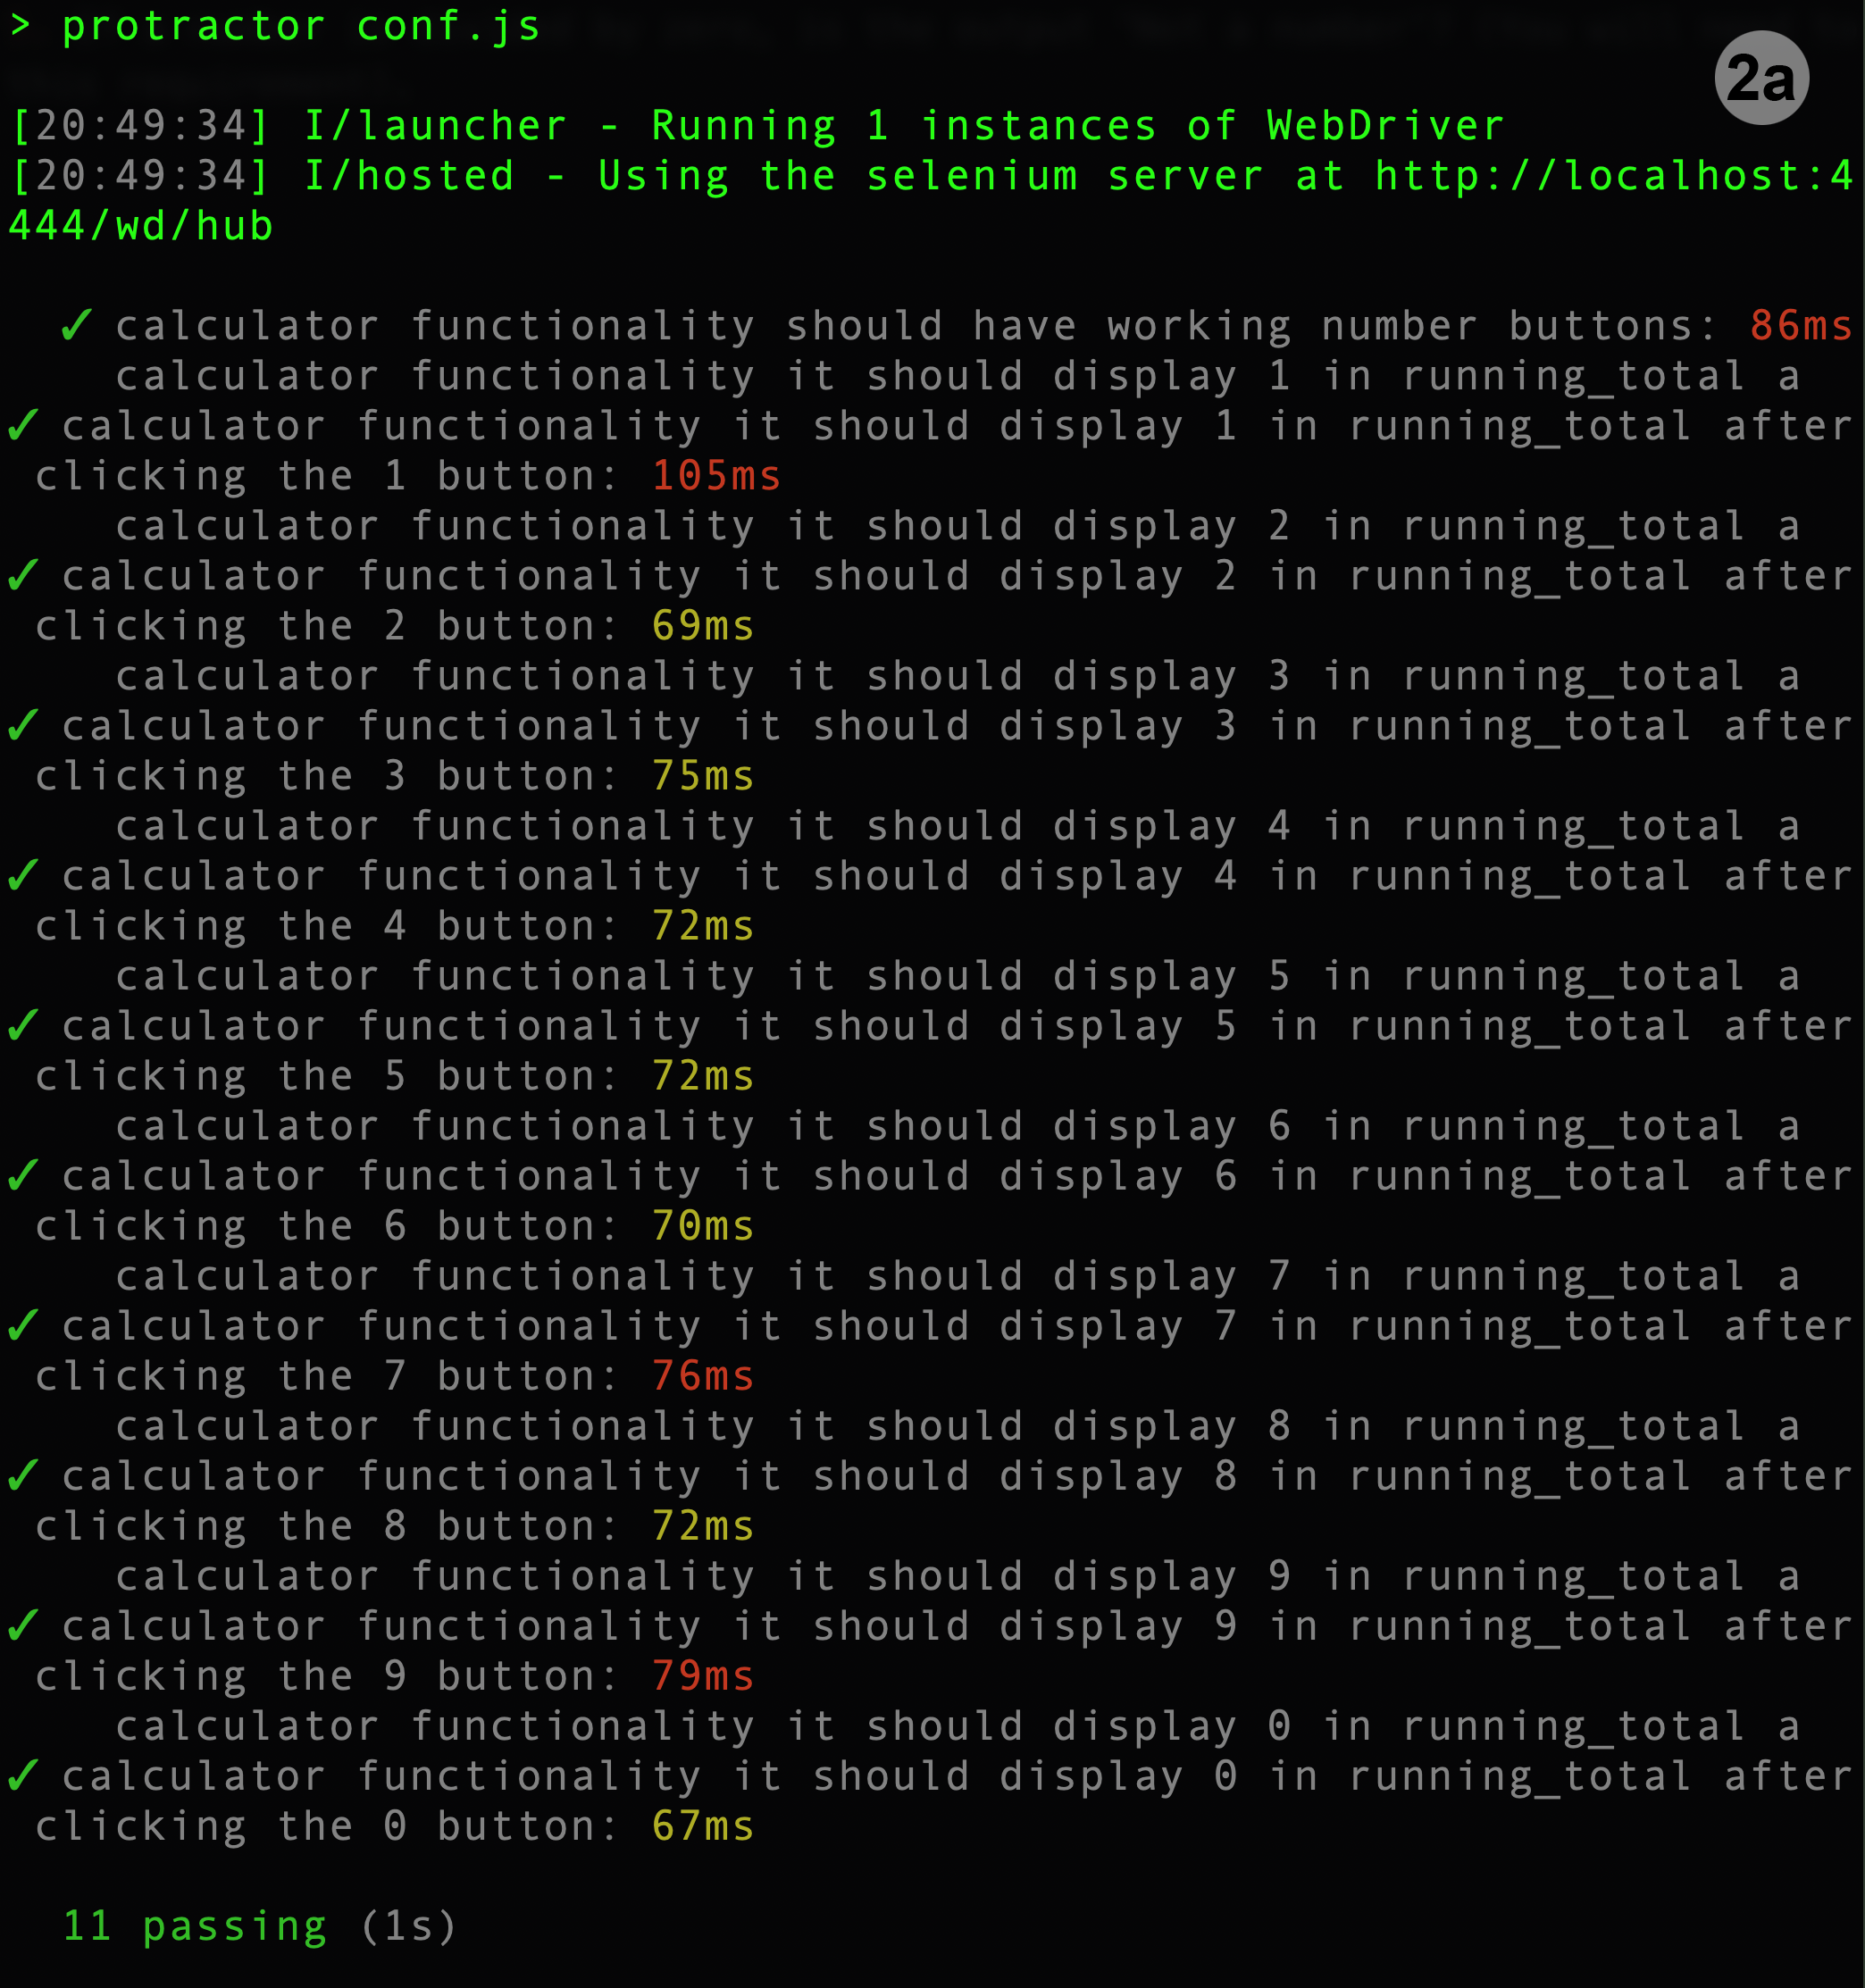 > protractor conf.js
2a
[20:49:34] I/launcher - Running 1 instances of WebDriver
[20:49:34] I/hosted - Using the selenium server at http://localhost:4
444/wd/hub
✓ calculator functionality should have working number buttons: 86ms
calculator functionality it should display 1 in running_total a
✓ calculator functionality it should display 1 in running_total after
clicking the 1 button: 105ms
calculator functionality it should display 2 in running_total a
✓ calculator functionality it should display 2 in running_total after
clicking the 2 button: 69ms
calculator functionality it should display 3 in running_total a
✓ calculator functionality it should display 3 in running_total after
clicking the 3 button: 75ms
calculator functionality it should display 4 in running_total a
✓ calculator functionality it should display 4 in running_total after
clicking the 4 button: 72ms
calculator functionality it should display 5 in running_total a
✓ calculator functionality it should display 5 in running_total after
clicking the 5 button: 72ms
calculator functionality it should display 6 in running_total a
✓ calculator functionality it should display 6 in running_total after
clicking the 6 button: 70ms
calculator functionality it should display 7 in running_total a
✓ calculator functionality it should display 7 in running_total after
clicking the 7 button: 76ms
calculator functionality it should display 8 in running_total a
✓ calculator functionality it should display 8 in running_total after
clicking the 8 button: 72ms
calculator functionality it should display 9 in running_total a
✓ calculator functionality it should display 9 in running_total after
clicking the 9 button: 79ms
calculator functionality it should display 0 in running_total a
✓ calculator functionality it should display 0 in running_total after
clicking the 0 button: 67ms
11 passing (1s)